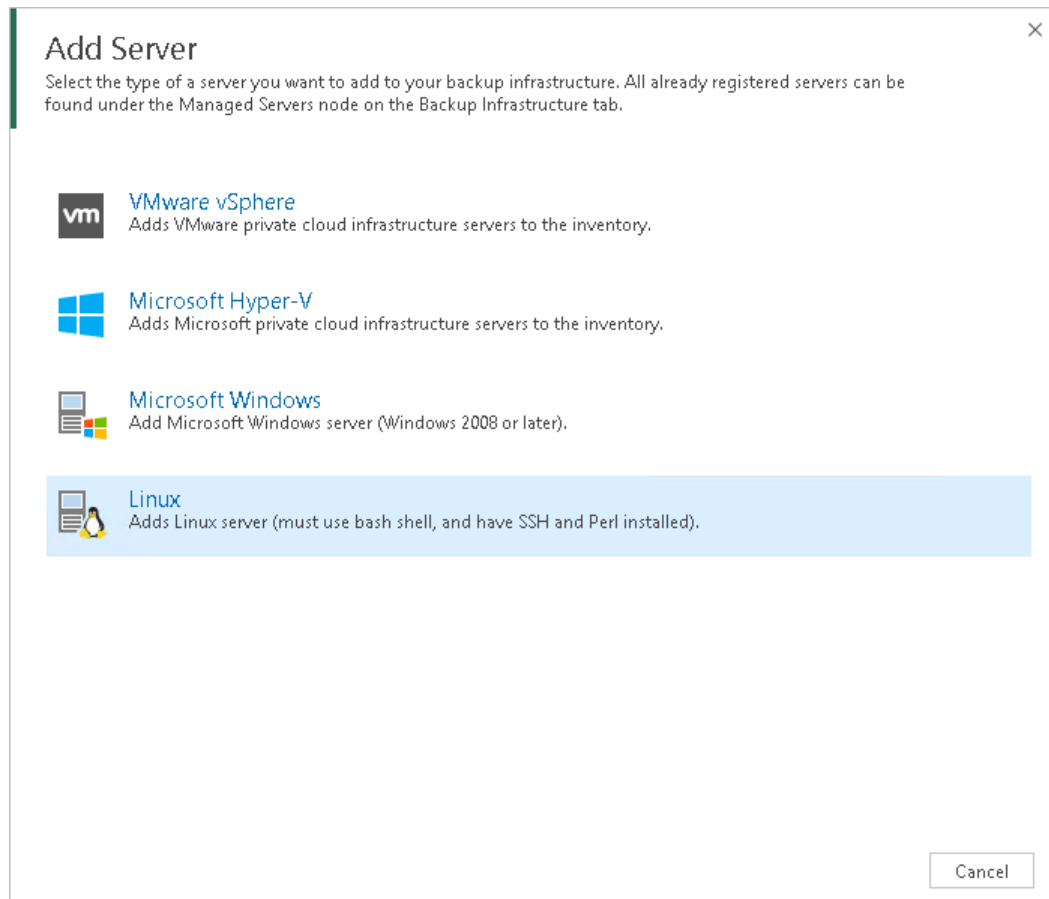 Add Server
Select the type of a server you want to add to your backup infrastructure. All already registered servers can be
found under the Managed Servers node on the Backup Infrastructure tab.
vm
VMware vSphere
Adds VMware private cloud infrastructure servers to the inventory.
Microsoft Hyper-V
Adds Microsoft private cloud infrastructure servers to the inventory.
Microsoft Windows
Add Microsoft Windows server (Windows 2008 or later).
Linux
Adds Linux server (must use bash shell, and have SSH and Perl installed).
Cancel